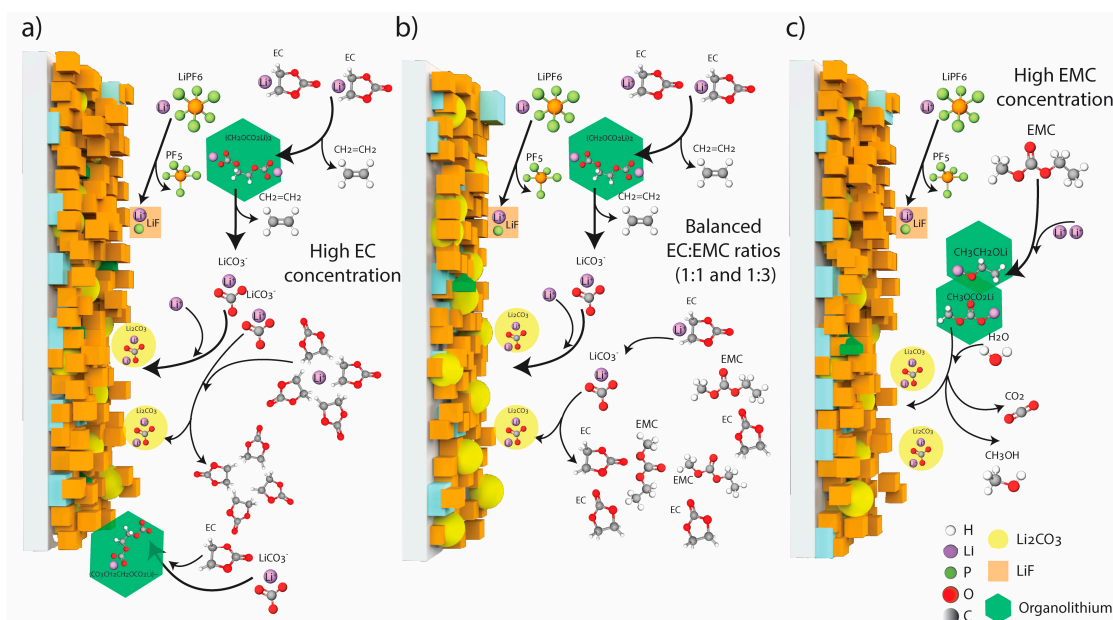 a)
EC
EC
Li⁺
Li⁺
LiPF6
Li⁺
(CH2OCO2Li)2
CH2=CH2
PF5
CH2=CH2
Li⁺
LiF
High EC
concentration
LiCO3⁻
Li⁺
LiCO3⁻
Li⁺
Li⁺
Li2CO3
Li⁺
Li2CO3
EC
LiCO3⁻
Li⁺
b)
EC
EC
Li⁺
Li⁺
LiPF6
Li⁺
(CH2OCO2Li)2
CH2=CH2
PF5
CH2=CH2
Li⁺
LiF
Balanced
EC:EMC ratios
(1:1 and 1:3)
LiCO3⁻
Li⁺
Li⁺
EC
Li⁺
Li2CO3
LiCO3⁻
Li⁺
EMC
Li2CO3
EC
EMC
EC
EMC
EC
EC
c)
LiPF6
Li⁺
High EMC
concentration
EMC
PF5
Li⁺
LiF
Li⁺ Li⁺
CH3CH2OLi
CH3OCO2Li
H2O
Li2CO3
CO2
Li2CO3
CH3OH
H
Li
P
O
C
Li2CO3
LiF
Organolithium